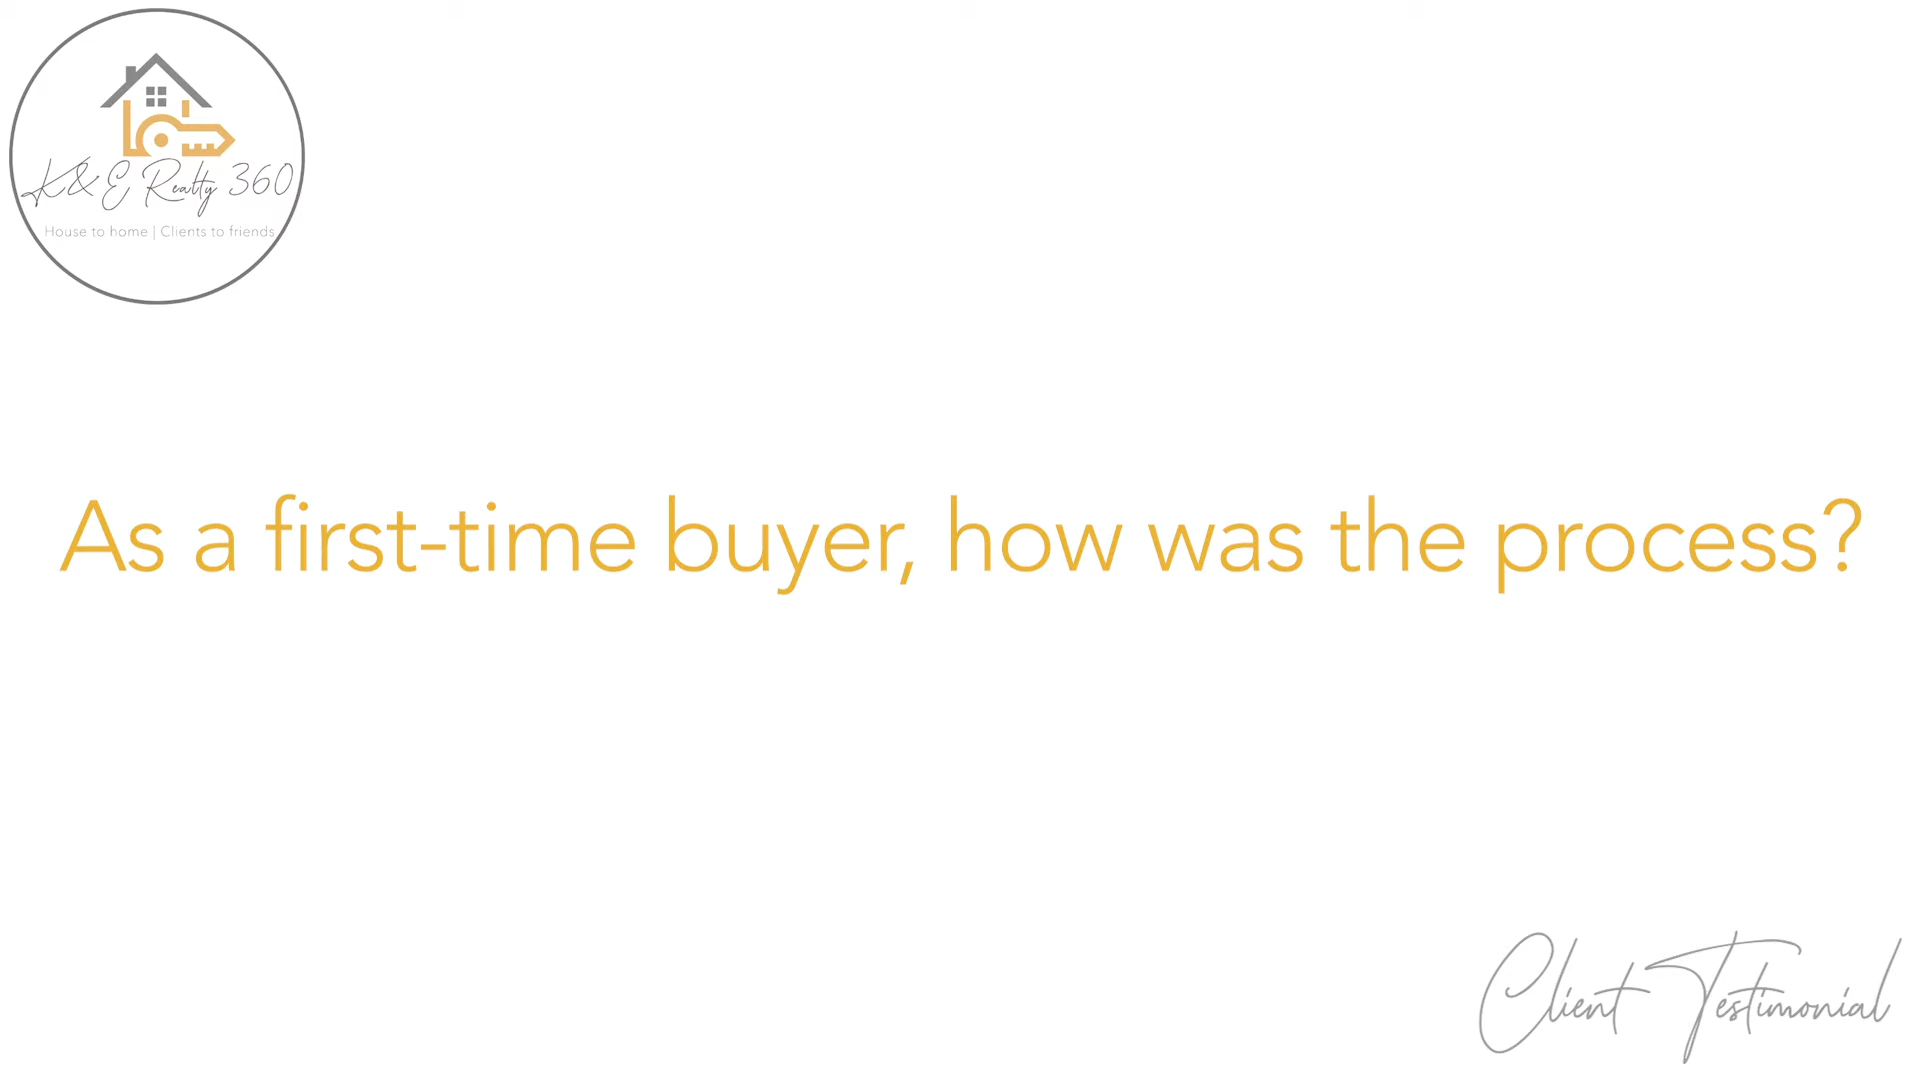 K&E Realty 360
House to home | Clients to friends
As a first-time buyer, how was the process?
Client Testimonial